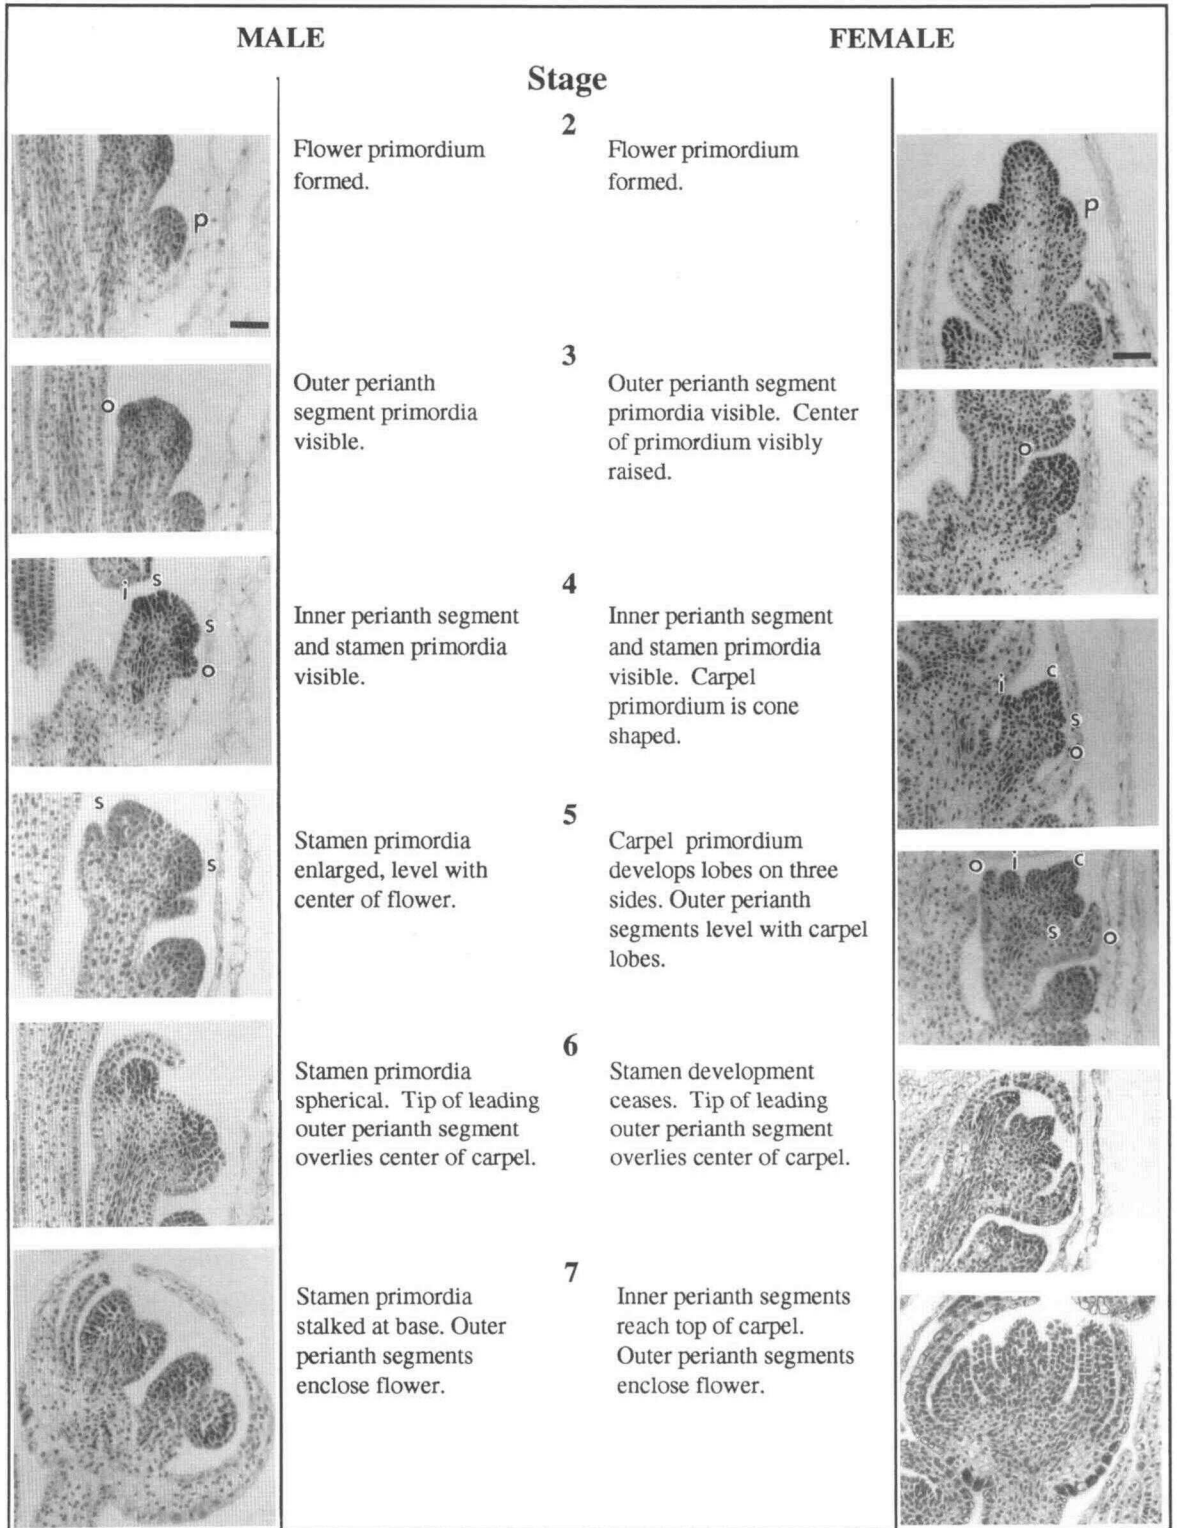 MALE
FEMALE
Stage
2
Flower primordium
formed.
Flower primordium
formed.
p
p
3
Outer perianth
segment primordia
visible.
Outer perianth segment
primordia visible. Center
of primordium visibly
raised.
o
o
4
Inner perianth segment
and stamen primordia
visible.
Inner perianth segment
and stamen primordia
visible. Carpel
primordium is cone
shaped.
i
s
s
o
i
c
s
o
5
Stamen primordia
enlarged, level with
center of flower.
Carpel primordium
develops lobes on three
sides. Outer perianth
segments level with carpel
lobes.
s
s
o
i
c
s
o
6
Stamen primordia
spherical. Tip of leading
outer perianth segment
overlies center of carpel.
Stamen development
ceases. Tip of leading
outer perianth segment
overlies center of carpel.
7
Stamen primordia
stalked at base. Outer
perianth segments
enclose flower.
Inner perianth segments
reach top of carpel.
Outer perianth segments
enclose flower.